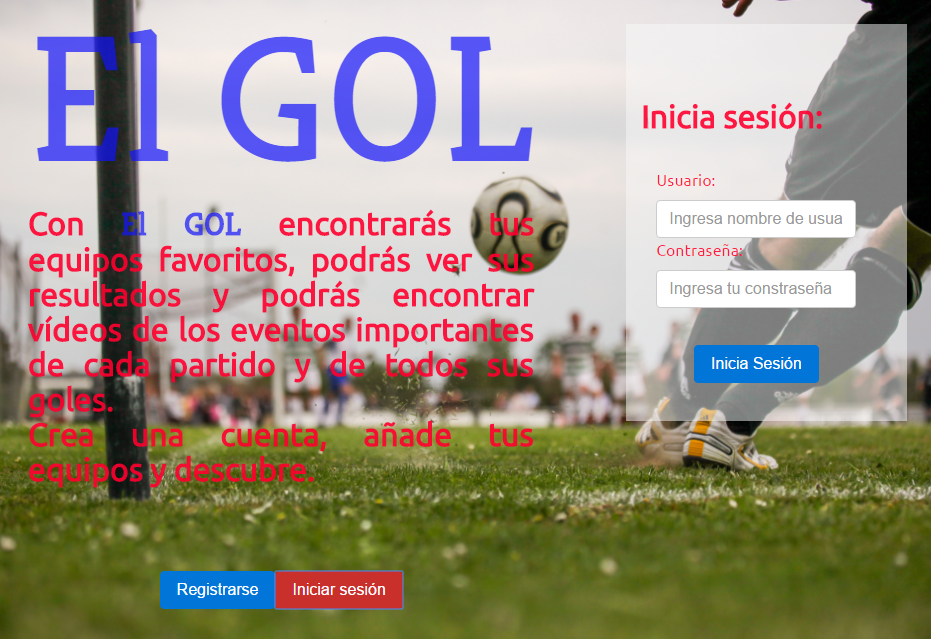 El GOL
Con El GOL encontrarás tus
equipos favoritos, podrás ver sus
resultados y podrás encontrar
vídeos de los eventos importantes
de cada partido y de todos sus
goles.
Crea una cuenta, añade tus
equipos y descubre.
Registrarse
Iniciar sesión
Inicia sesión:
Usuario:
Ingresa nombre de usua
Contraseña:
Ingresa tu constraseña
Inicia Sesión